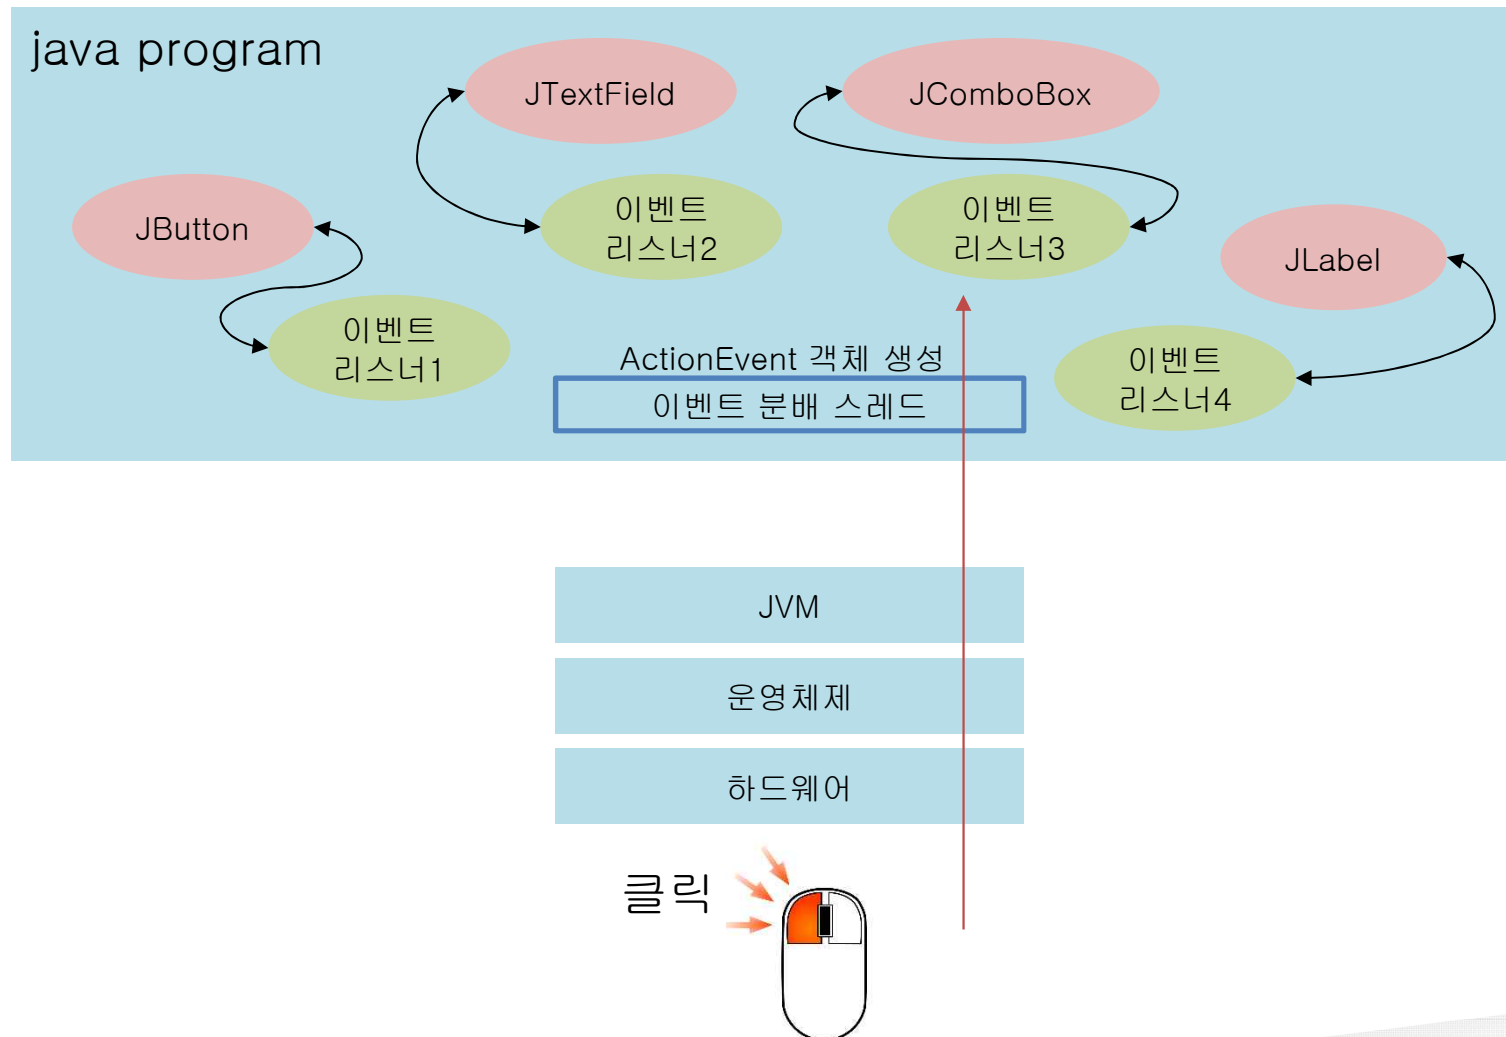 java program
JTextField
JComboBox
JButton
이벤트
리스너2
이벤트
리스너3
JLabel
이벤트
리스너1
ActionEvent 객체 생성
이벤트
리스너4
이벤트 분배 스레드
JVM
운영체제
하드웨어
클릭